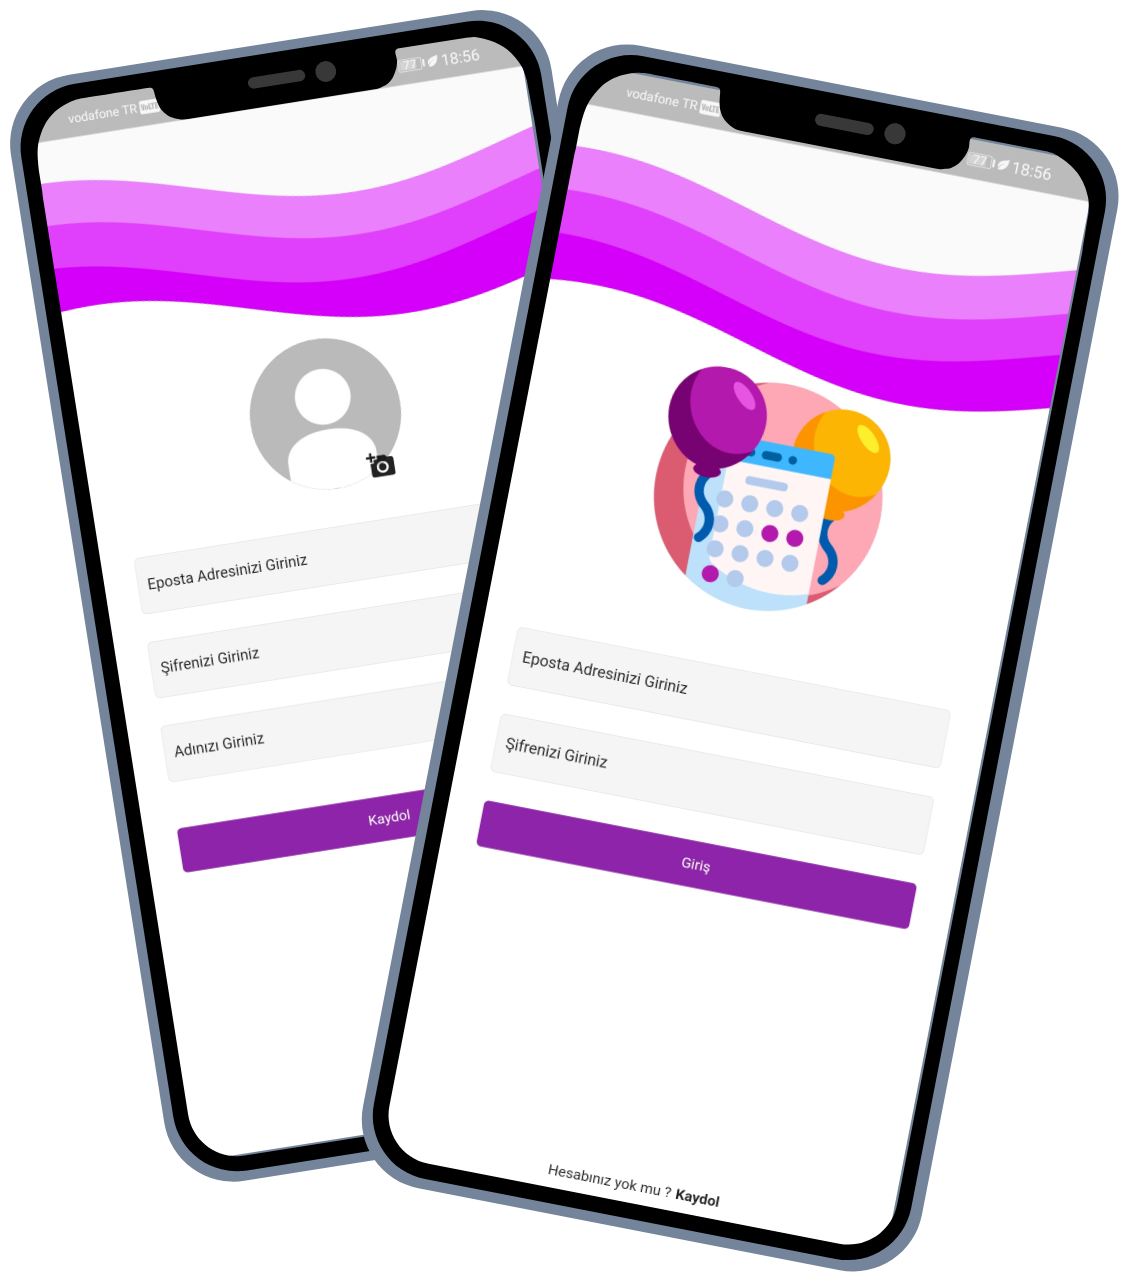 vodafone TR VoLTE
77 18:56
Eposta Adresinizi Giriniz
Şifrenizi Giriniz
Adınızı Giriniz
Kaydol
vodafone TR VoLTE
77 18:56
Eposta Adresinizi Giriniz
Şifrenizi Giriniz
Giriş
Hesabınız yok mu ? Kaydol